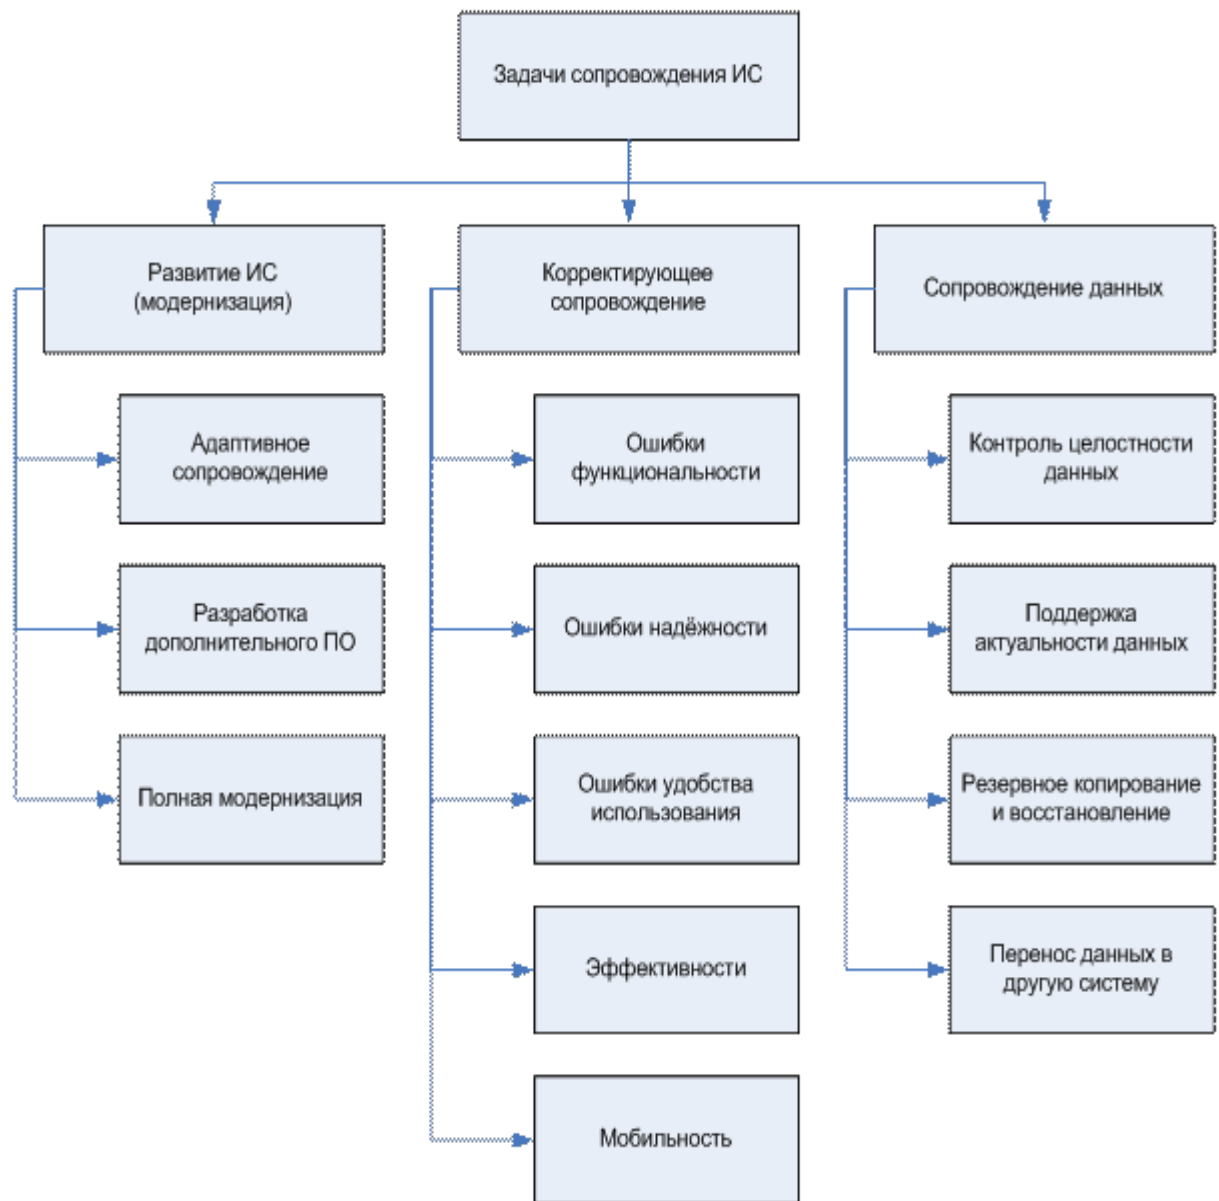 Задачи сопровождения ИС
Развитие ИС
(модернизация)
Адаптивное
сопровождение
Разработка
дополнительного ПО
Полная модернизация
Корректирующее
сопровождение
Ошибки
функциональности
Ошибки надёжности
Ошибки удобства
использования
Эффективности
Мобильность
Сопровождение данных
Контроль целостности
данных
Поддержка
актуальности данных
Резервное копирование
и восстановление
Перенос данных в
другую систему